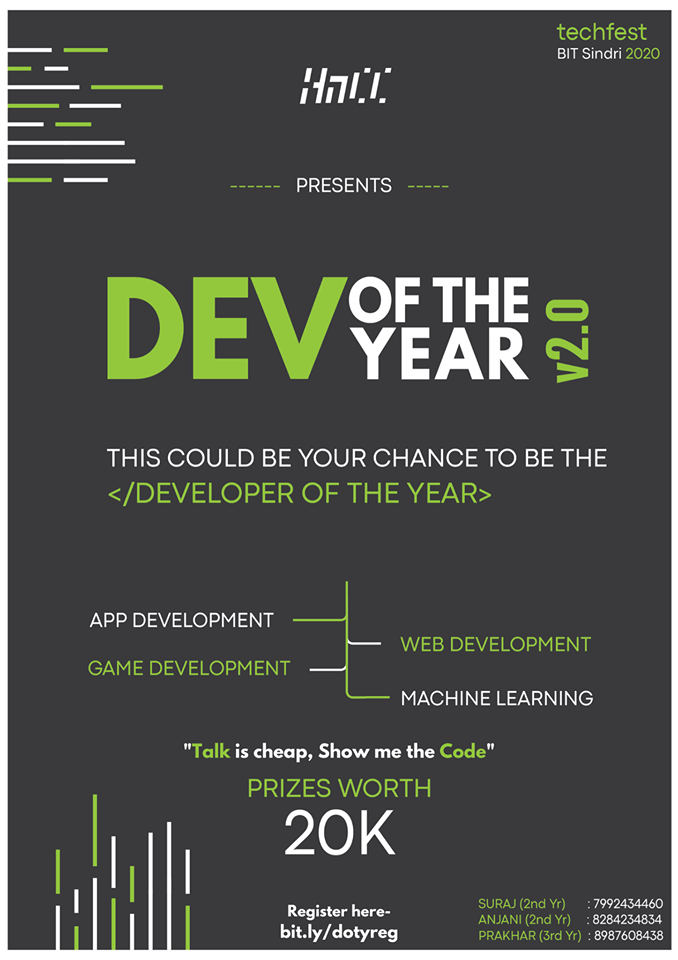 techfest
BIT Sindri 2020
HnCC
------ PRESENTS -----
DEV OF THE YEAR v2.0
THIS COULD BE YOUR CHANCE TO BE THE
</DEVELOPER OF THE YEAR>
APP DEVELOPMENT
WEB DEVELOPMENT
GAME DEVELOPMENT
MACHINE LEARNING
"Talk is cheap, Show me the Code"
PRIZES WORTH
20K
Register here-
bit.ly/dotyreg
SURAJ (2nd Yr) : 7992434460
ANJANI (2nd Yr) : 8284234834
PRAKHAR (3rd Yr) : 8987608438